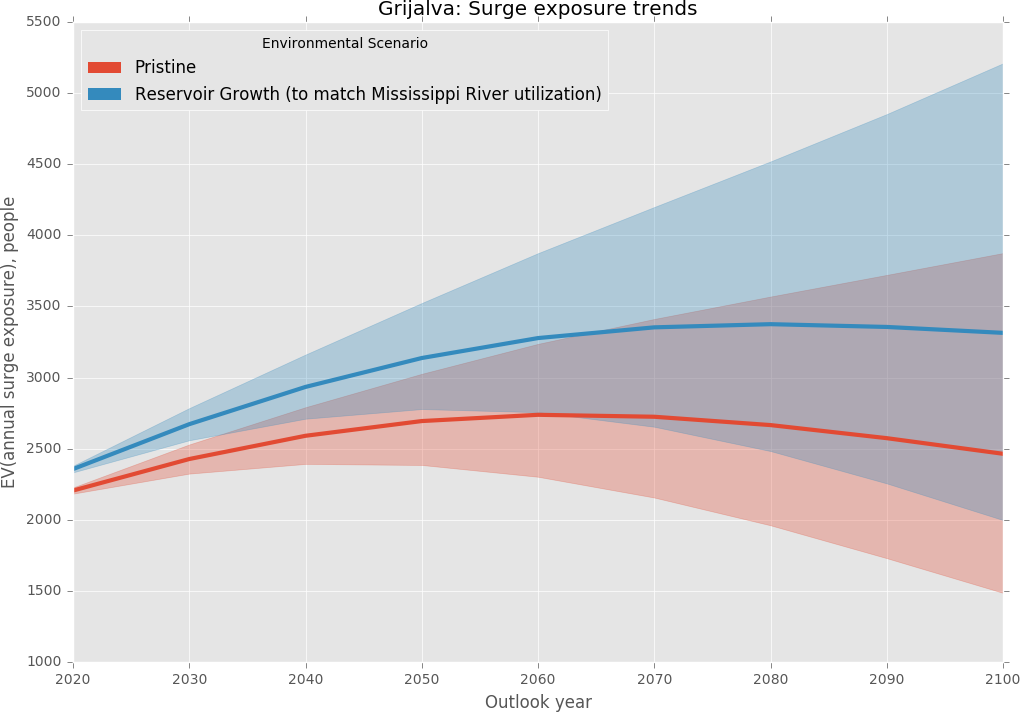 Grijalva: Surge exposure trends
Environmental Scenario
Pristine
Reservoir Growth (to match Mississippi River utilization)
EV(annual surge exposure), people
5500
5000
4500
4000
3500
3000
2500
2000
1500
1000
2020 2030 2040 2050 2060 2070 2080 2090 2100
Outlook year